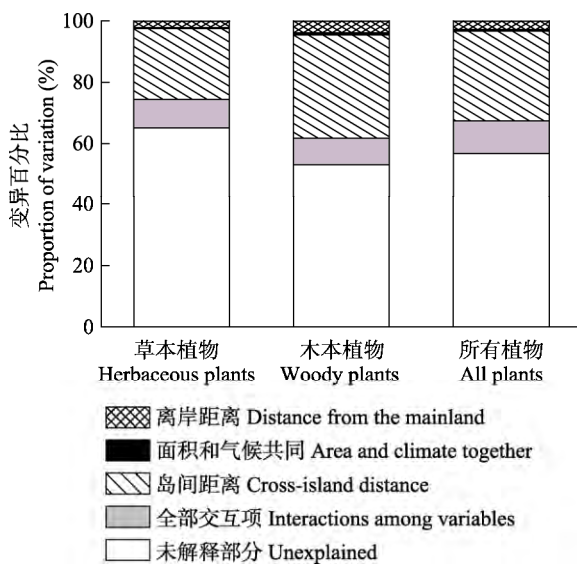 变异百分比
Proportion of variation (%)
100
80
60
40
20
0
草本植物
Herbaceous plants
木本植物
Woody plants
所有植物
All plants
离岸距离 Distance from the mainland
面积和气候共同 Area and climate together
岛间距离 Cross-island distance
全部交互项 Interactions among variables
未解释部分 Unexplained